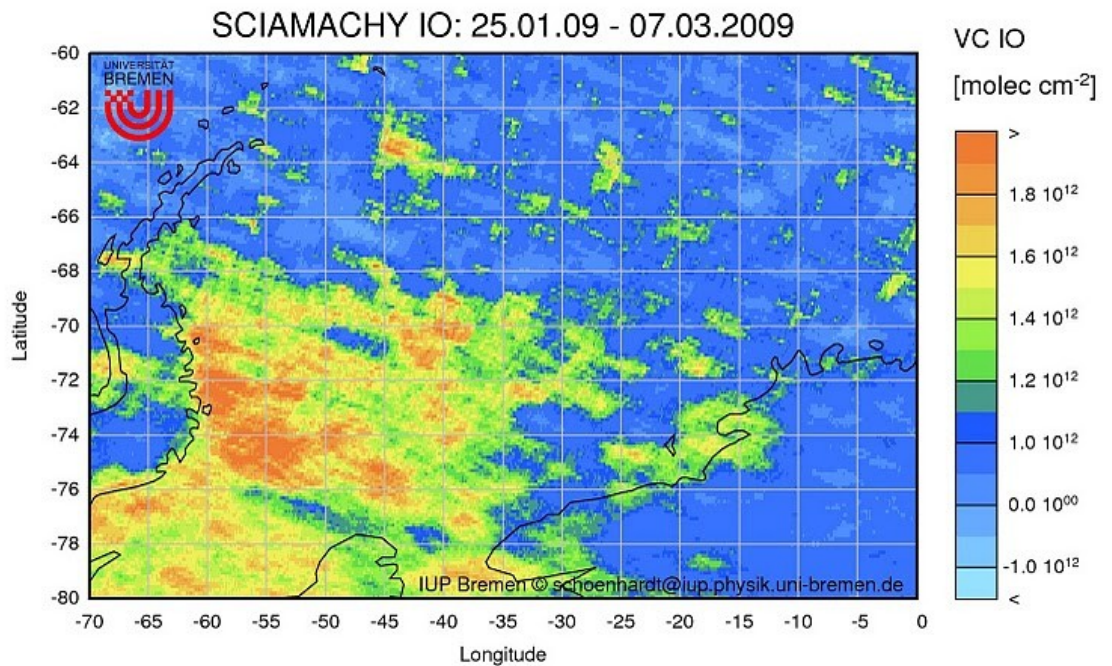 SCIAMACHY IO: 25.01.09 - 07.03.2009
VC IO
[molec cm⁻²]
UNIVERSITÄT
BREMEN
-60
-62
-64
-66
-68
-70
-72
-74
-76
-78
-80
Latitude
>
1.8 10¹²
1.6 10¹²
1.4 10¹²
1.2 10¹²
1.0 10¹²
0.0 10⁰⁰
-1.0 10¹²
<
IUP Bremen © schoenhardt@iup.physik.uni-bremen.de
-70 -65 -60 -55 -50 -45 -40 -35 -30 -25 -20 -15 -10 -5 0
Longitude